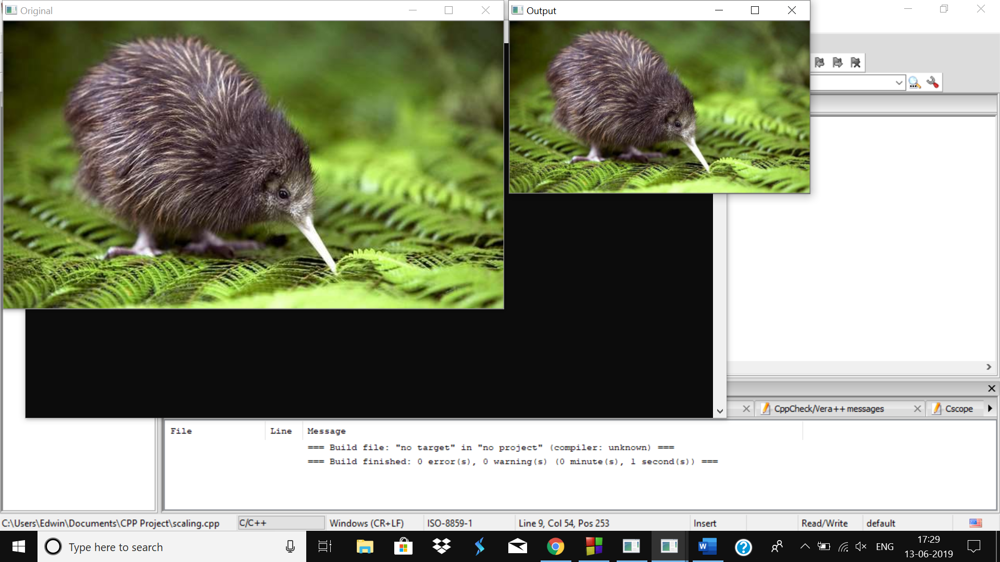 Original
Output
CppCheck/Vera++ messages
Cscope
File Line Message
=== Build file: "no target" in "no project" (compiler: unknown) ===
=== Build finished: 0 error(s), 0 warning(s) (0 minute(s), 1 second(s)) ===
C:\Users\Edwin\Documents\CPP Project\scaling.cpp C/C++ Windows (CR+LF) ISO-8859-1 Line 9, Col 54, Pos 253 Insert Read/Write default
Type here to search
W
?
ENG
17:29
13-06-2019